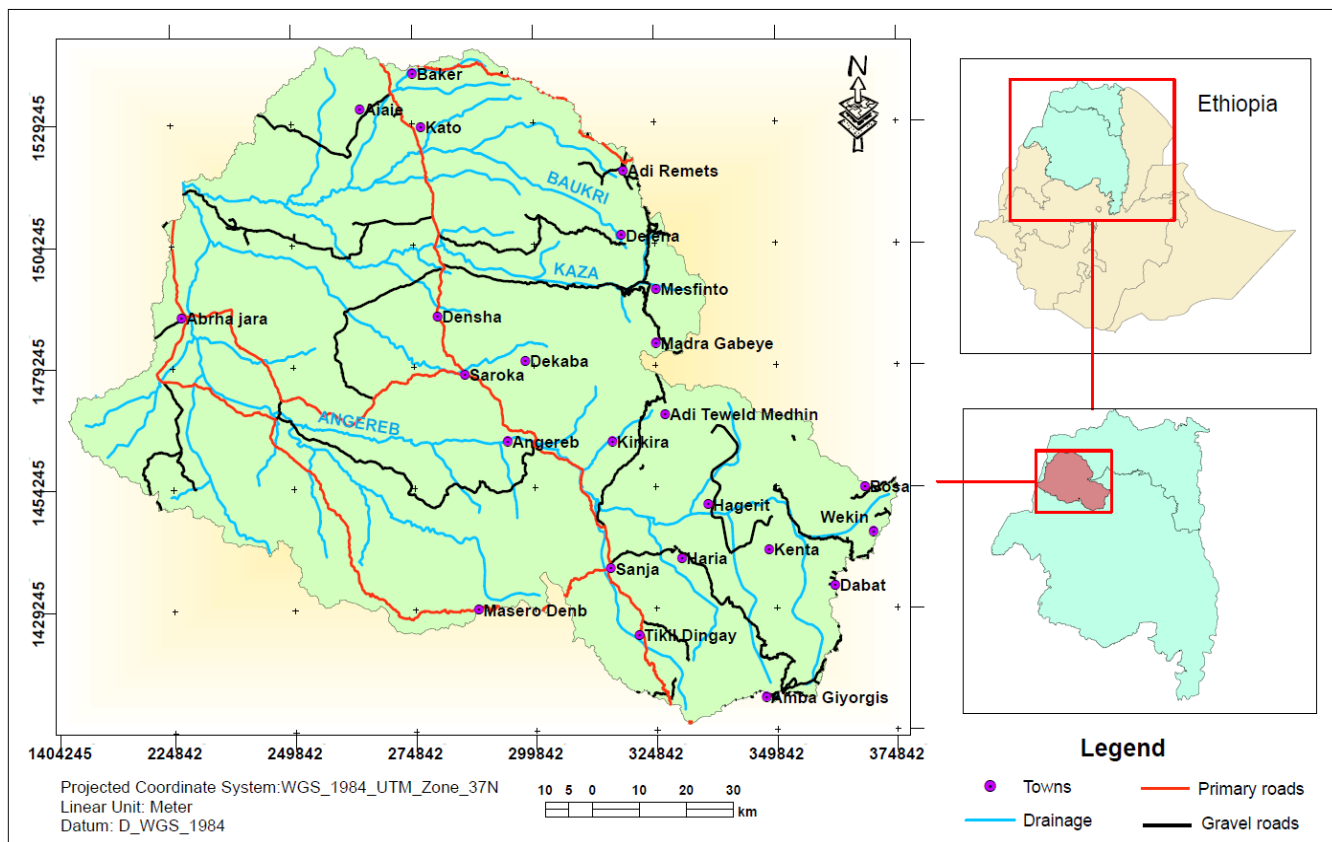 N
Baker
Aiaie
Kato
Adi Remets
BAUKRI
Dejena
KAZA
Mesfinto
Abrha jara
Densha
Madra Gabeye
Dekaba
Saroka
Adi Teweld Medhin
ANGEREB
Angereb
Kirkira
Bosa
Hagerit
Wekin
Kenta
Haria
Sanja
Dabat
Masero Denb
Tikil Dingay
Amba Giyorgis
1529245
1504245
1479245
1454245
1429245
1404245
224842
249842
274842
299842
324842
349842
374842
Projected Coordinate System:WGS_1984_UTM_Zone_37N
Linear Unit: Meter
Datum: D_WGS_1984
10 5 0 10 20 30
km
Ethiopia
Legend
Towns
Primary roads
Drainage
Gravel roads